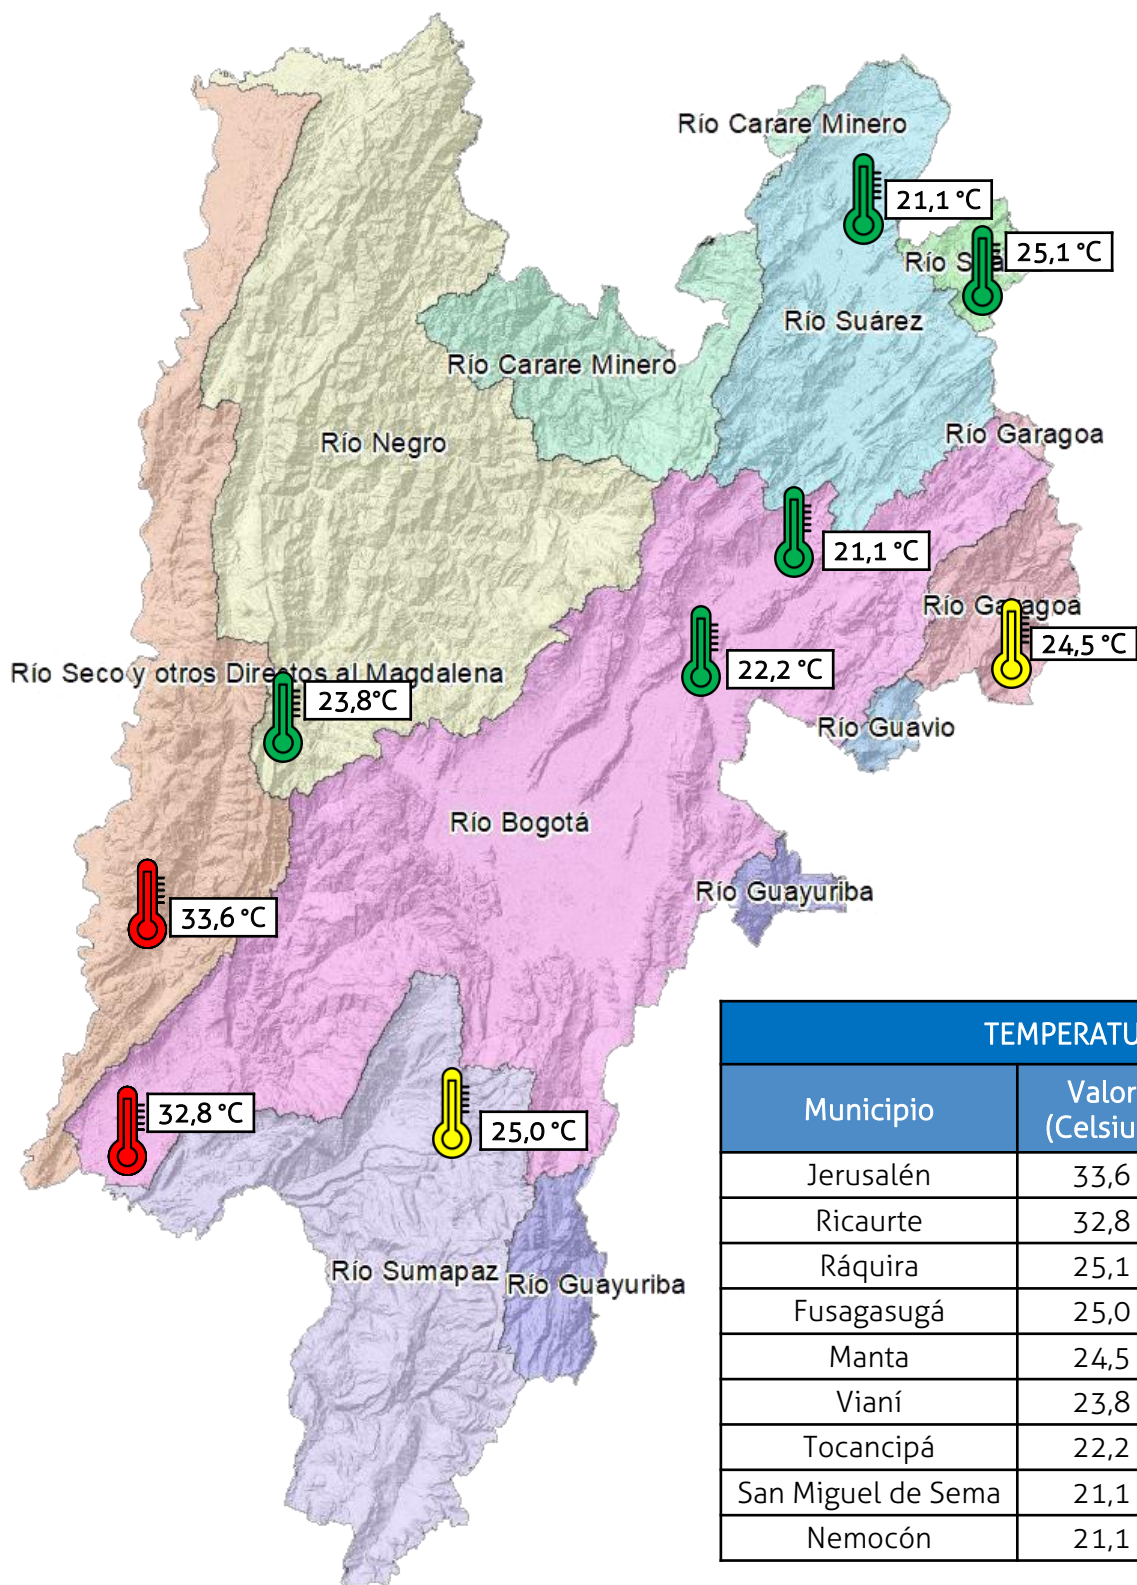 Río Carare Minero
21,1 °C
25,1 °C
Río Suárez
Río Carare Minero
Río Negro
Río Garagoa
21,1 °C
Río Garagoa
24,5 °C
22,2 °C
Río Seco y otros Directos al Magdalena
23,8°C
Río Guavio
Río Bogotá
Río Guayuriba
33,6 °C
32,8 °C
25,0 °C
Río Sumapaz
Río Guayuriba
Municipio
Jerusalén 33,6
Ricaurte 32,8
Ráquira 25,1
Fusagasugá 25,0
Manta 24,5
Vianí 23,8
Tocancipá 22,2
San Miguel de Sema 21,1
Nemocón 21,1